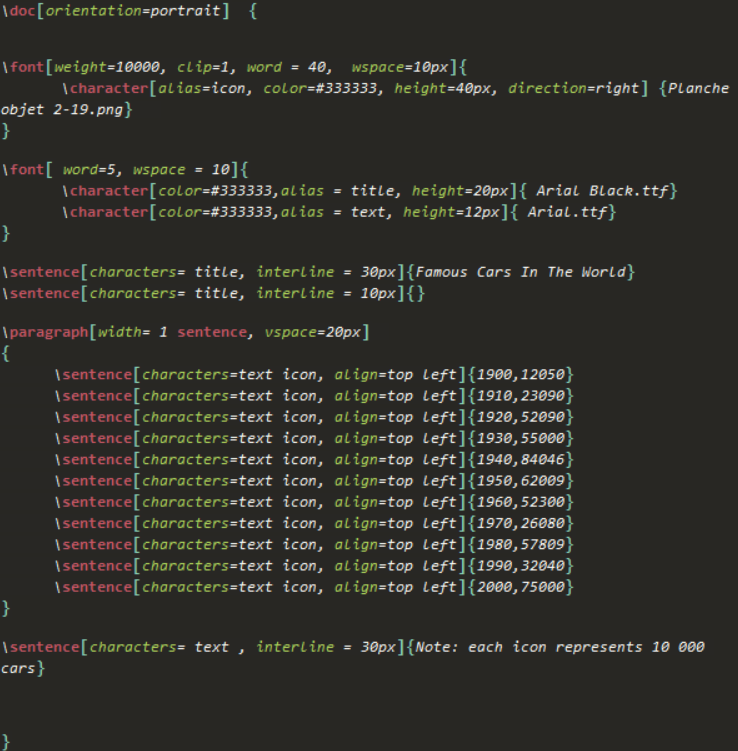 \doc[orientation=portrait]  {
\font[weight=10000, clip=1, word = 40,  wspace=10px]{
\character[alias=icon, color=#333333, height=40px, direction=right] {Planche
objet 2-19.png}
}
\font[ word=5, wspace = 10]{
\character[color=#333333,alias = title, height=20px]{ Arial Black.ttf}
\character[color=#333333,alias = text, height=12px]{ Arial.ttf}
}
\sentence[characters= title, interline = 30px]{Famous Cars In The World}
\sentence[characters= title, interline = 10px]{}
\paragraph[width= 1 sentence, vspace=20px]
{
\sentence[characters=text icon, align=top left]{1900,12050}
\sentence[characters=text icon, align=top left]{1910,23090}
\sentence[characters=text icon, align=top left]{1920,52090}
\sentence[characters=text icon, align=top left]{1930,55000}
\sentence[characters=text icon, align=top left]{1940,84046}
\sentence[characters=text icon, align=top left]{1950,62009}
\sentence[characters=text icon, align=top left]{1960,52300}
\sentence[characters=text icon, align=top left]{1970,26080}
\sentence[characters=text icon, align=top left]{1980,57809}
\sentence[characters=text icon, align=top left]{1990,32040}
\sentence[characters=text icon, align=top left]{2000,75000}
}
\sentence[characters= text , interline = 30px]{Note: each icon represents 10 000
cars}
}